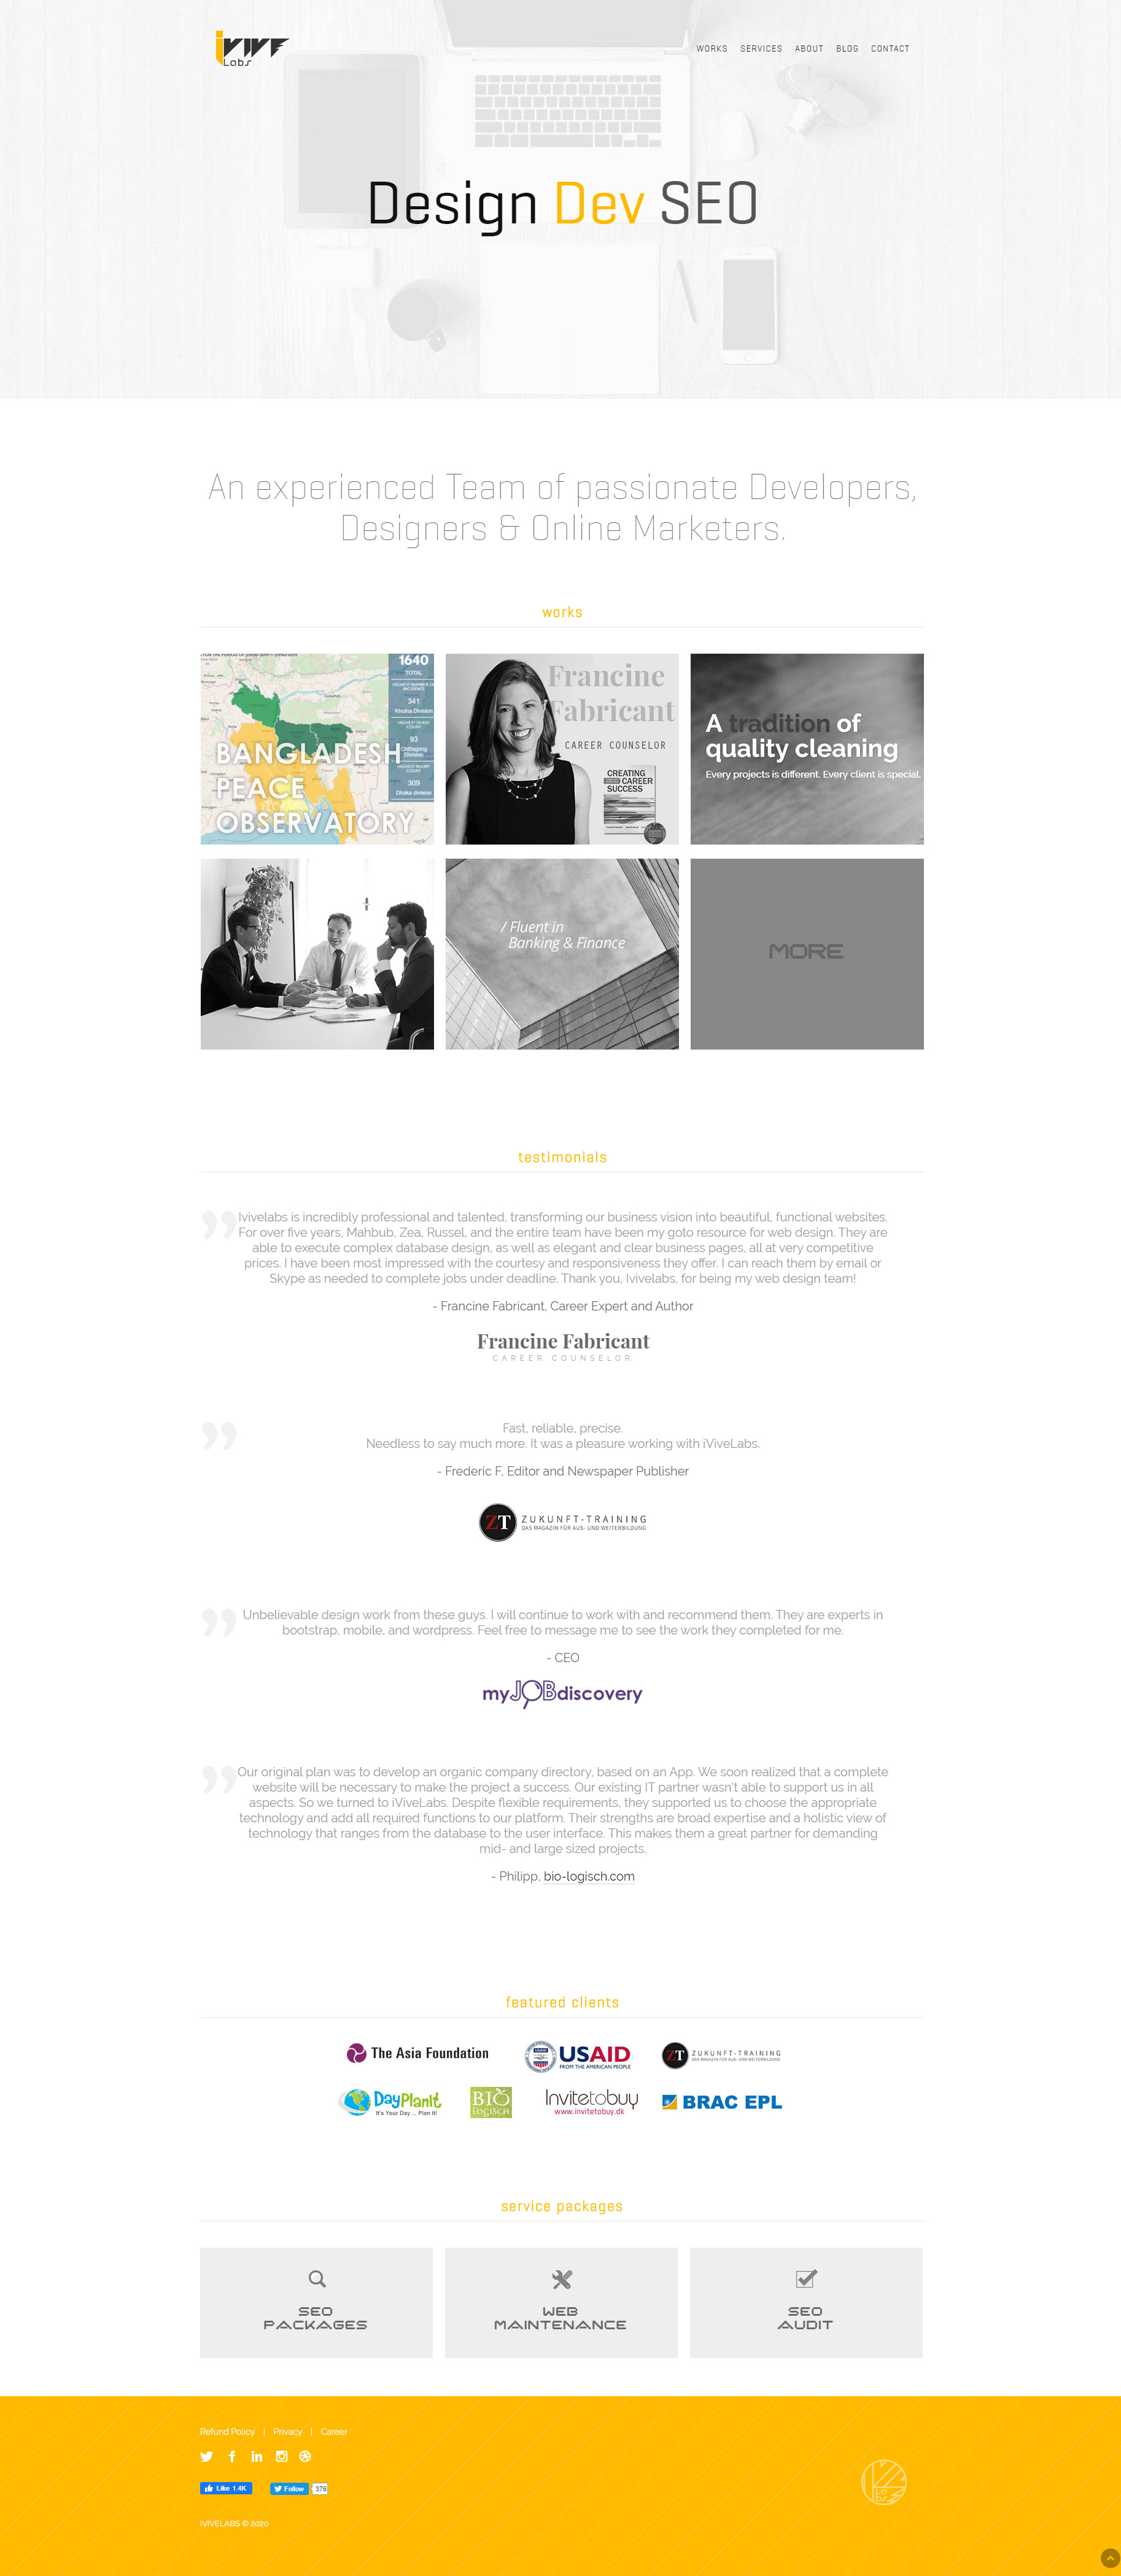 iVIVE
Labs
WORKS SERVICES ABOUT BLOG CONTACT
Design Dev SEO
An experienced Team of passionate Developers,
Designers & Online Marketers.
works
1640
TOTAL
HIGHEST NUMBER OF
INCIDENTS
341
Khulna Division
HIGHEST DEATH
COUNT
93
Chittagong
Division
HIGHEST INJURY
COUNT
309
Dhaka division
BANGLADESH
PEACE
OBSERVATORY
Francine
Fabricant
CAREER COUNSELOR
CREATING
CAREER
SUCCESS
A tradition of
quality cleaning
Every projects is different. Every client is special.
/ Fluent in
Banking & Finance
MORE
testimonials
Ivivelabs is incredibly professional and talented, transforming our business vision into beautiful, functional websites.
For over five years, Mahbub, Zea, Russel, and the entire team have been my goto resource for web design. They are
able to execute complex database design, as well as elegant and clear business pages, all at very competitive
prices. I have been most impressed with the courtesy and responsiveness they offer. I can reach them by email or
Skype as needed to complete jobs under deadline. Thank you, Ivivelabs, for being my web design team!
- Francine Fabricant, Career Expert and Author
Francine Fabricant
CAREER COUNSELOR
Fast, reliable, precise.
Needless to say much more. It was a pleasure working with iViveLabs.
- Frederic F, Editor and Newspaper Publisher
ZT ZUKUNFT-TRAINING
DAS MAGAZIN FÜR AUS- UND WEITERBILDUNG
Unbelievable design work from these guys. I will continue to work with and recommend them. They are experts in
bootstrap, mobile, and wordpress. Feel free to message me to see the work they completed for me.
- CEO
myJOBdiscovery
Our original plan was to develop an organic company directory, based on an App. We soon realized that a complete
website will be necessary to make the project a success. Our existing IT partner wasn't able to support us in all
aspects. So we turned to iViveLabs. Despite flexible requirements, they supported us to choose the appropriate
technology and add all required functions to our platform. Their strengths are broad expertise and a holistic view of
technology that ranges from the database to the user interface. This makes them a great partner for demanding
mid- and large sized projects.
- Philipp, bio-logisch.com
featured clients
The Asia Foundation
USAID
USAID
FROM THE AMERICAN PEOPLE
ZT ZUKUNFT-TRAINING
DAS MAGAZIN FÜR AUS- UND WEITERBILDUNG
DayPlanit
It's Your Day ... Plan It!
BIO
logisch
Invitetobuy
www.invitetobuy.dk
BRAC EPL
service packages
SEO
PACKAGES
WEB
MAINTENANCE
SEO
AUDIT
Refund Policy | Privacy | Career
Like 1.4K
Follow 376
IVIVELABS © 2020